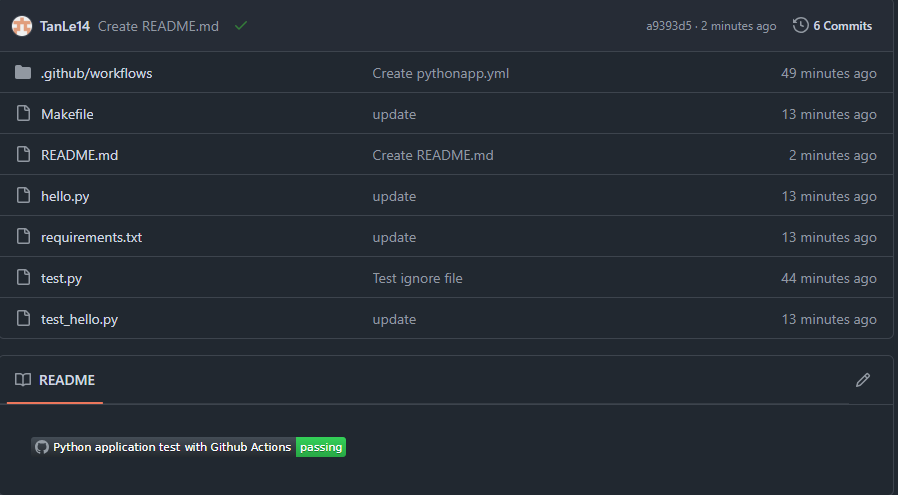 TanLe14 Create README.md a9393d5 · 2 minutes ago 6 Commits
.github/workflows Create pythonapp.yml 49 minutes ago
Makefile update 13 minutes ago
README.md Create README.md 2 minutes ago
hello.py update 13 minutes ago
requirements.txt update 13 minutes ago
test.py Test ignore file 44 minutes ago
test_hello.py update 13 minutes ago
README
Python application test with Github Actions passing